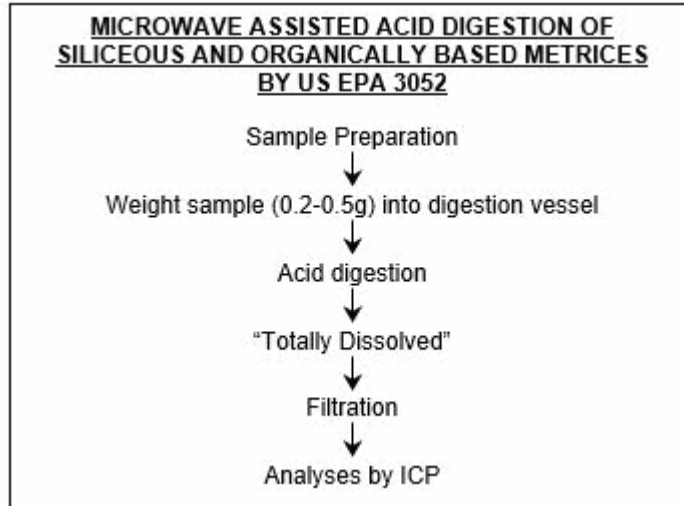 MICROWAVE ASSISTED ACID DIGESTION OF
SILICEOUS AND ORGANICALLY BASED METRICES
BY US EPA 3052
Sample Preparation
Weight sample (0.2-0.5g) into digestion vessel
Acid digestion
“Totally Dissolved”
Filtration
Analyses by ICP